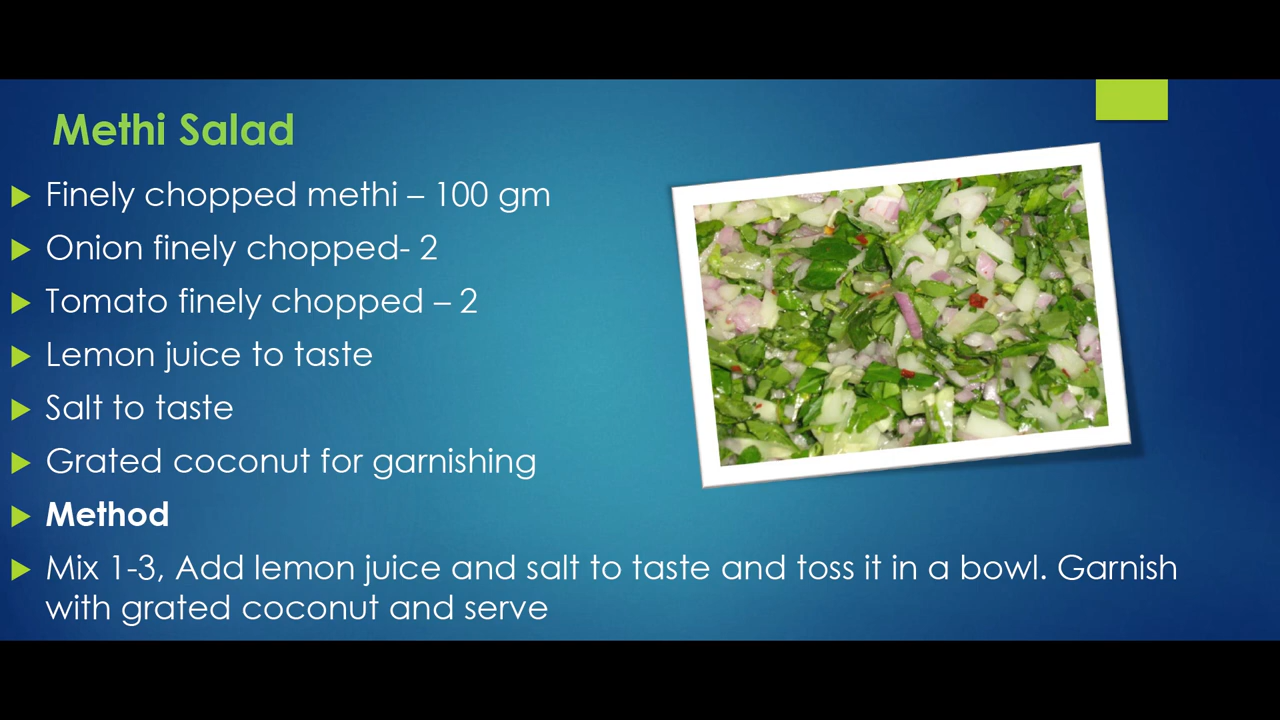 Methi Salad
Finely chopped methi – 100 gm
Onion finely chopped- 2
Tomato finely chopped – 2
Lemon juice to taste
Salt to taste
Grated coconut for garnishing
Method
Mix 1-3, Add lemon juice and salt to taste and toss it in a bowl. Garnish
with grated coconut and serve